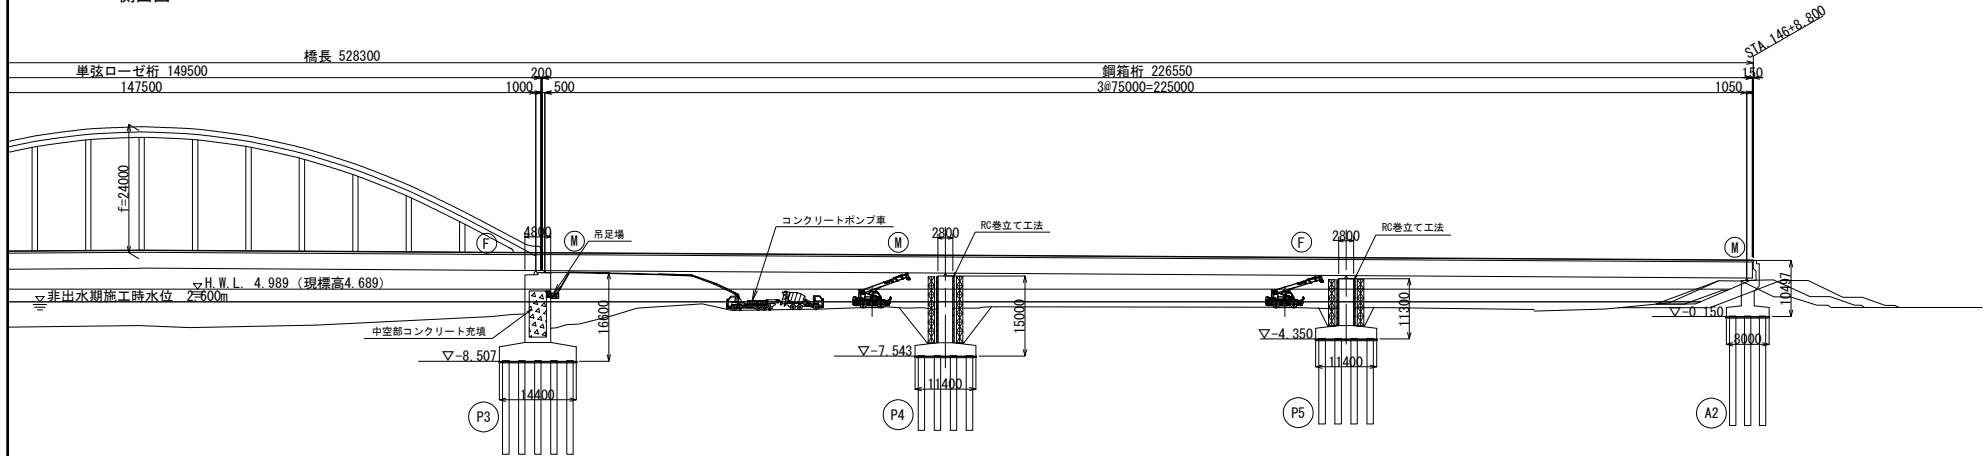 STA.146+8.800
橋長 528300
単弦ローゼ桁 149500
200
鋼箱桁 226550
150
147500
1000
500
3@75000=225000
1050
f=24000
F
4800
M
吊足場
コンクリートポンプ車
M
2800
RC巻立て工法
F
2800
RC巻立て工法
M
H.W.L. 4.989 (現標高4.689)
非出水期施工時水位 2.600m
中空部コンクリート充填
16600
15000
11300
10497
▽-8.507
▽-7.543
▽-4.350
▽-0.150
14400
11400
11400
8000
P3
P4
P5
A2